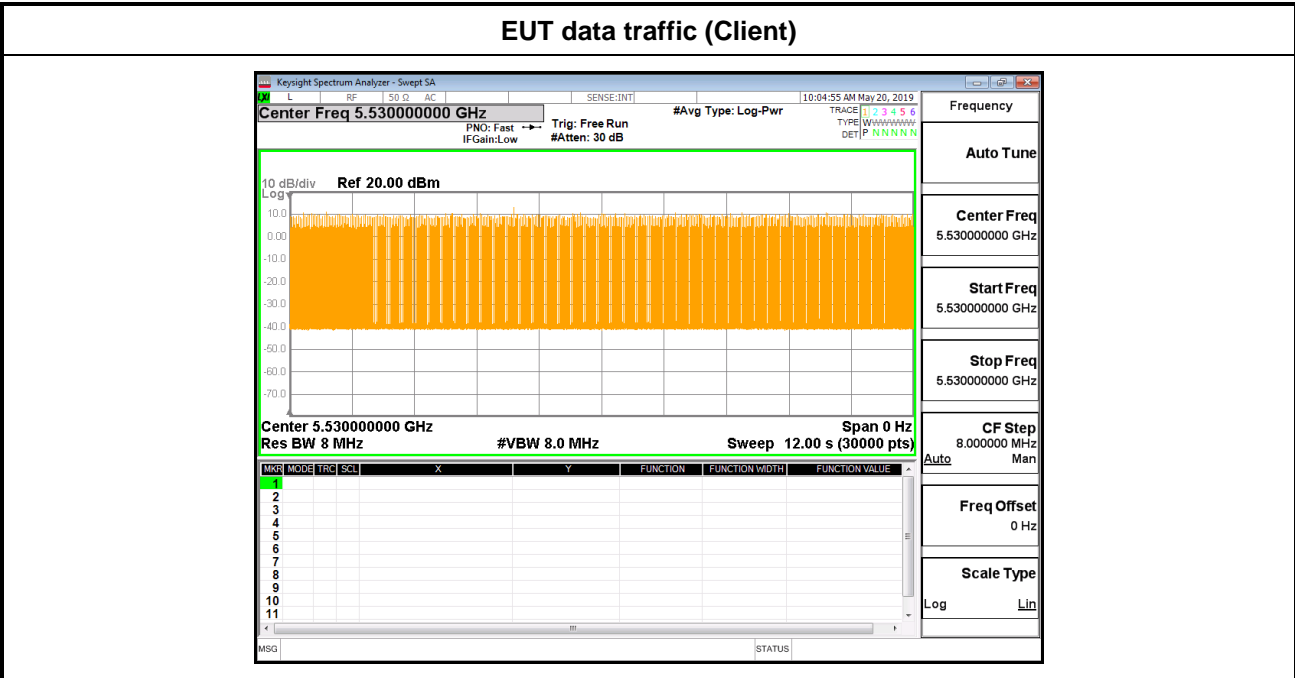 EUT data traffic (Client)
Keysight Spectrum Analyzer - Swept SA
LXI L RF 50 Ω AC SENSE:INT 10:04:55 AM May 20, 2019
Center Freq 5.530000000 GHz #Avg Type: Log-Pwr TRACE 1 2 3 4 5 6
PNO: Fast Trig: Free Run TYPE WWWWWW
IFGain:Low #Atten: 30 dB DET P N N N N N
10 dB/div Ref 20.00 dBm
Log
10.0
0.00
-10.0
-20.0
-30.0
-40.0
-50.0
-60.0
-70.0
Center 5.530000000 GHz Span 0 Hz
Res BW 8 MHz #VBW 8.0 MHz Sweep 12.00 s (30000 pts)
MKR MODE TRC SCL X Y FUNCTION FUNCTION WIDTH FUNCTION VALUE
1
2
3
4
5
6
7
8
9
10
11
MSG STATUS
Frequency
Auto Tune
Center Freq
5.530000000 GHz
Start Freq
5.530000000 GHz
Stop Freq
5.530000000 GHz
CF Step
8.000000 MHz
Auto Man
Freq Offset
0 Hz
Scale Type
Log Lin